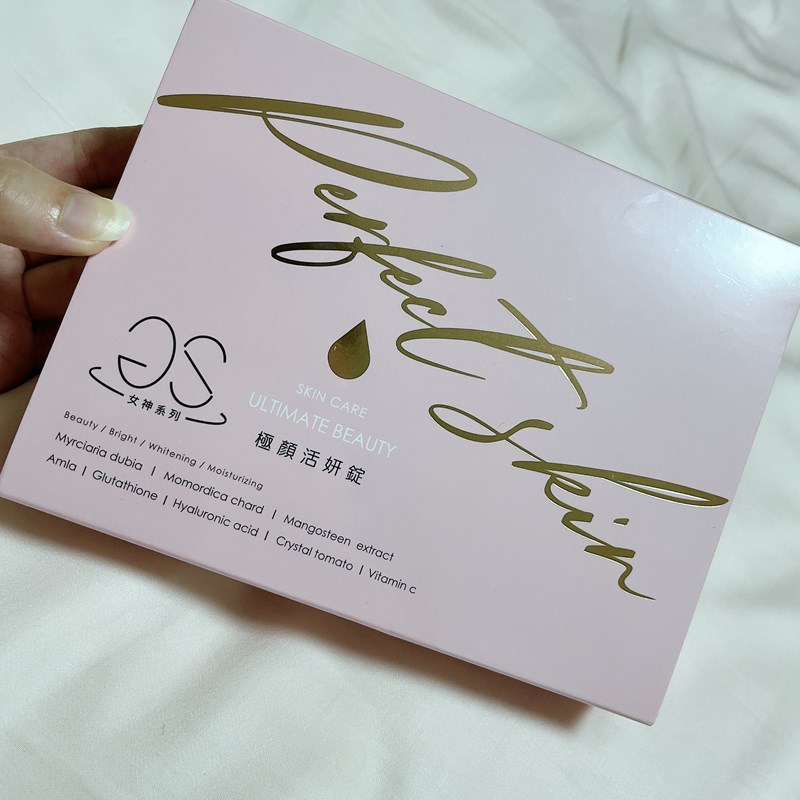 Perfect skin
GS
女神系列
SKIN CARE
ULTIMATE BEAUTY
極顏活妍錠
Beauty / Bright / Whitening / Moisturizing
Myrciaria dubia | Momordica chard | Mangosteen extract
Amla | Glutathione | Hyaluronic acid | Crystal tomato | Vitamin c